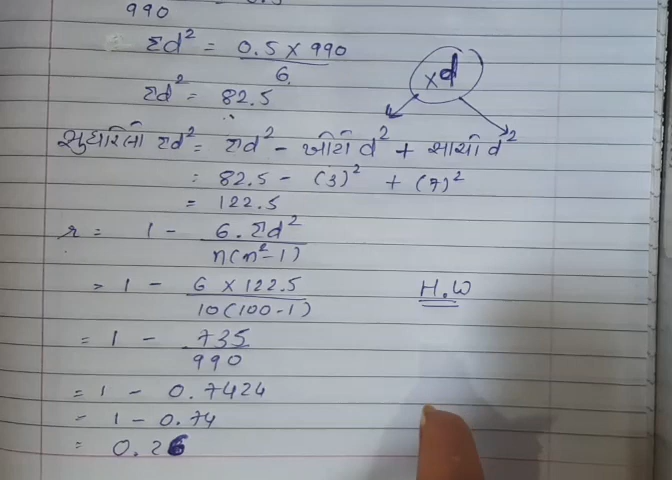 990
∴ Σd² = 0.5 × 990 / 6
Σd² = 82.5
xd
સુધારેલો Σd² = Σd² - ખોટો d² + સાચો d²
= 82.5 - (3)² + (7)²
= 122.5
r = 1 - 6.Σd² / n(n²-1)
= 1 - 6 × 122.5 / 10(100-1)
H.W
= 1 - 735 / 990
= 1 - 0.7424
= 1 - 0.74
= 0.26